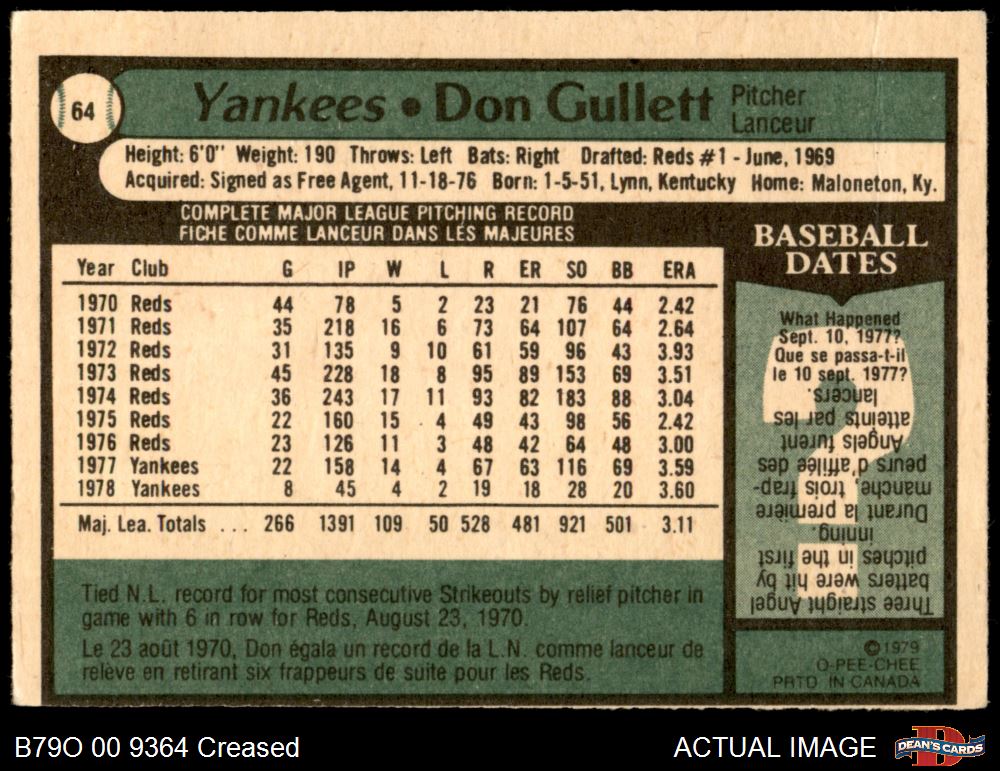 64
Yankees • Don Gullett Pitcher
Lanceur
Height: 6'0" Weight: 190 Throws: Left Bats: Right Drafted: Reds #1 - June, 1969
Acquired: Signed as Free Agent, 11-18-76 Born: 1-5-51, Lynn, Kentucky Home: Maloneton, Ky.
COMPLETE MAJOR LEAGUE PITCHING RECORD
FICHE COMME LANCEUR DANS LES MAJEURES
Year Club G IP W L R ER SO BB ERA
1970 Reds 44 78 5 2 23 21 76 44 2.42
1971 Reds 35 218 16 6 73 64 107 64 2.64
1972 Reds 31 135 9 10 61 59 96 43 3.93
1973 Reds 45 228 18 8 95 89 153 69 3.51
1974 Reds 36 243 17 11 93 82 183 88 3.04
1975 Reds 22 160 15 4 49 43 98 56 2.42
1976 Reds 23 126 11 3 48 42 64 48 3.00
1977 Yankees 22 158 14 4 67 63 116 69 3.59
1978 Yankees 8 45 4 2 19 18 28 20 3.60
Maj. Lea. Totals ... 266 1391 109 50 528 481 921 501 3.11
Tied N.L. record for most consecutive Strikeouts by relief pitcher in
game with 6 in row for Reds, August 23, 1970.
Le 23 août 1970, Don égala un record de la L.N. comme lanceur de
relève en retirant six frappeurs de suite pour les Reds.
BASEBALL
DATES
What Happened
Sept. 10, 1977?
Que se passa-t-il
le 10 sept. 1977?
Three straight Angel
batters were hit by
pitches in the first
inning.
Durant la première
manche, trois frap-
peurs d'affilée des
Angels furent
atteints par les
lancers.
©1979
O-PEE-CHEE
PRTD IN CANADA
B79O 00 9364 Creased
ACTUAL IMAGE
D
DEAN'S CARDS